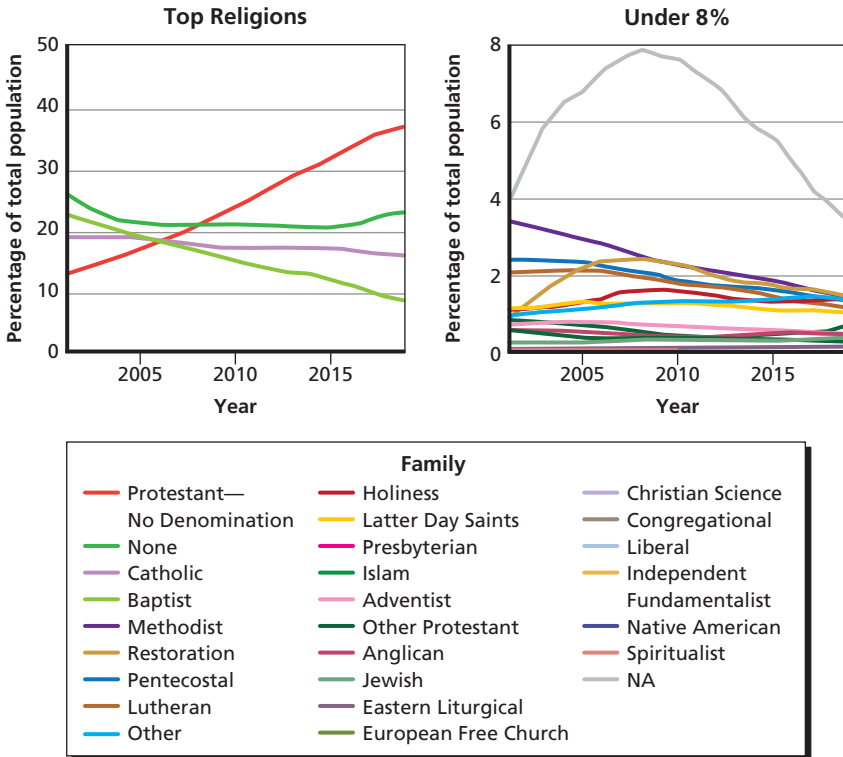 Top Religions
Percentage of total population
50
40
30
20
10
0
2005 2010 2015
Year
Under 8%
Percentage of total population
8
6
4
2
0
2005 2010 2015
Year
Family
Protestant—
No Denomination
None
Catholic
Baptist
Methodist
Restoration
Pentecostal
Lutheran
Other
Holiness
Latter Day Saints
Presbyterian
Islam
Adventist
Other Protestant
Anglican
Jewish
Eastern Liturgical
European Free Church
Christian Science
Congregational
Liberal
Independent
Fundamentalist
Native American
Spiritualist
NA